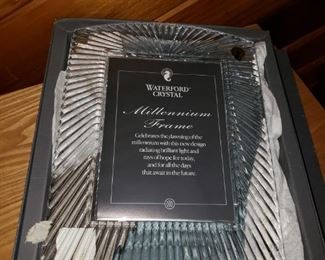 WATERFORD
CRYSTAL
Millennium
Frame
Celebrates the dawning of the
millennium with this new design
radiating brilliant light and
rays of hope for today,
and for all the days
that await in the future.